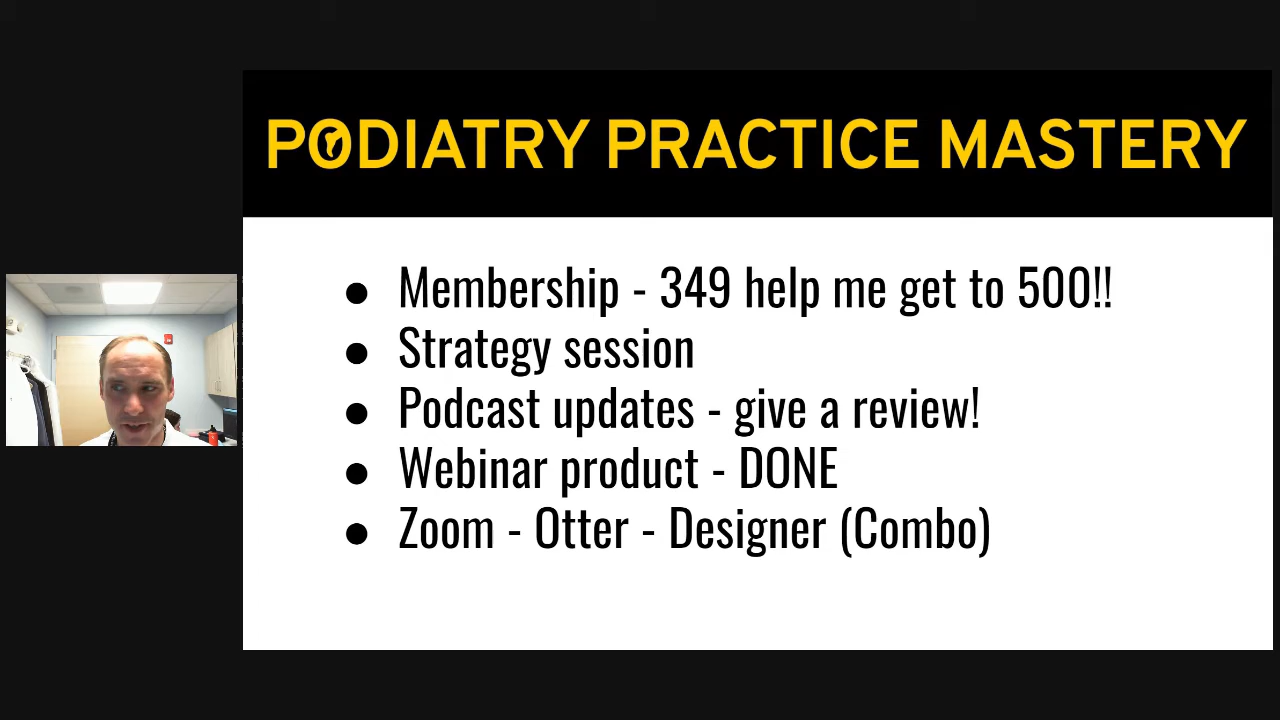 PODIATRY PRACTICE MASTERY
● Membership - 349 help me get to 500!!
● Strategy session
● Podcast updates - give a review!
● Webinar product - DONE
● Zoom - Otter - Designer (Combo)